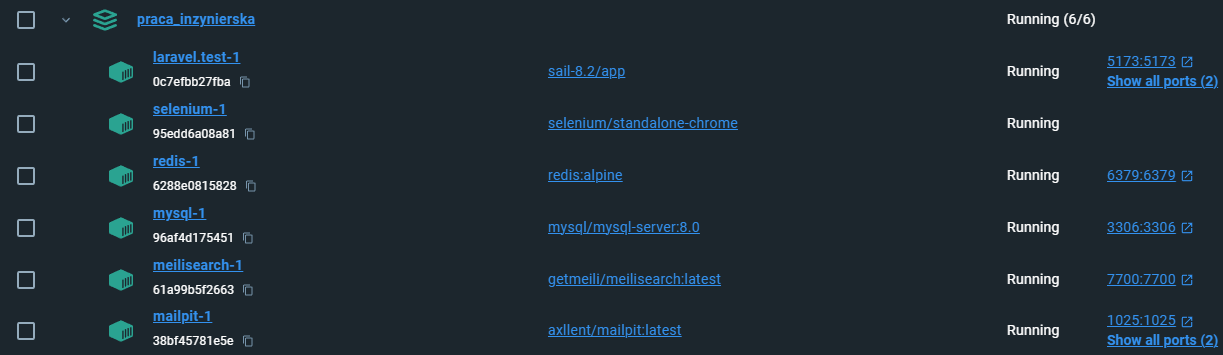 praca_inzynierska Running (6/6)
laravel.test-1
0c7efbb27fba sail-8.2/app Running 5173:5173
Show all ports (2)
selenium-1
95edd6a08a81 selenium/standalone-chrome Running
redis-1
6288e0815828 redis:alpine Running 6379:6379
mysql-1
96af4d175451 mysql/mysql-server:8.0 Running 3306:3306
meilisearch-1
61a99b5f2663 getmeili/meilisearch:latest Running 7700:7700
mailpit-1
38bf45781e5e axllent/mailpit:latest Running 1025:1025
Show all ports (2)